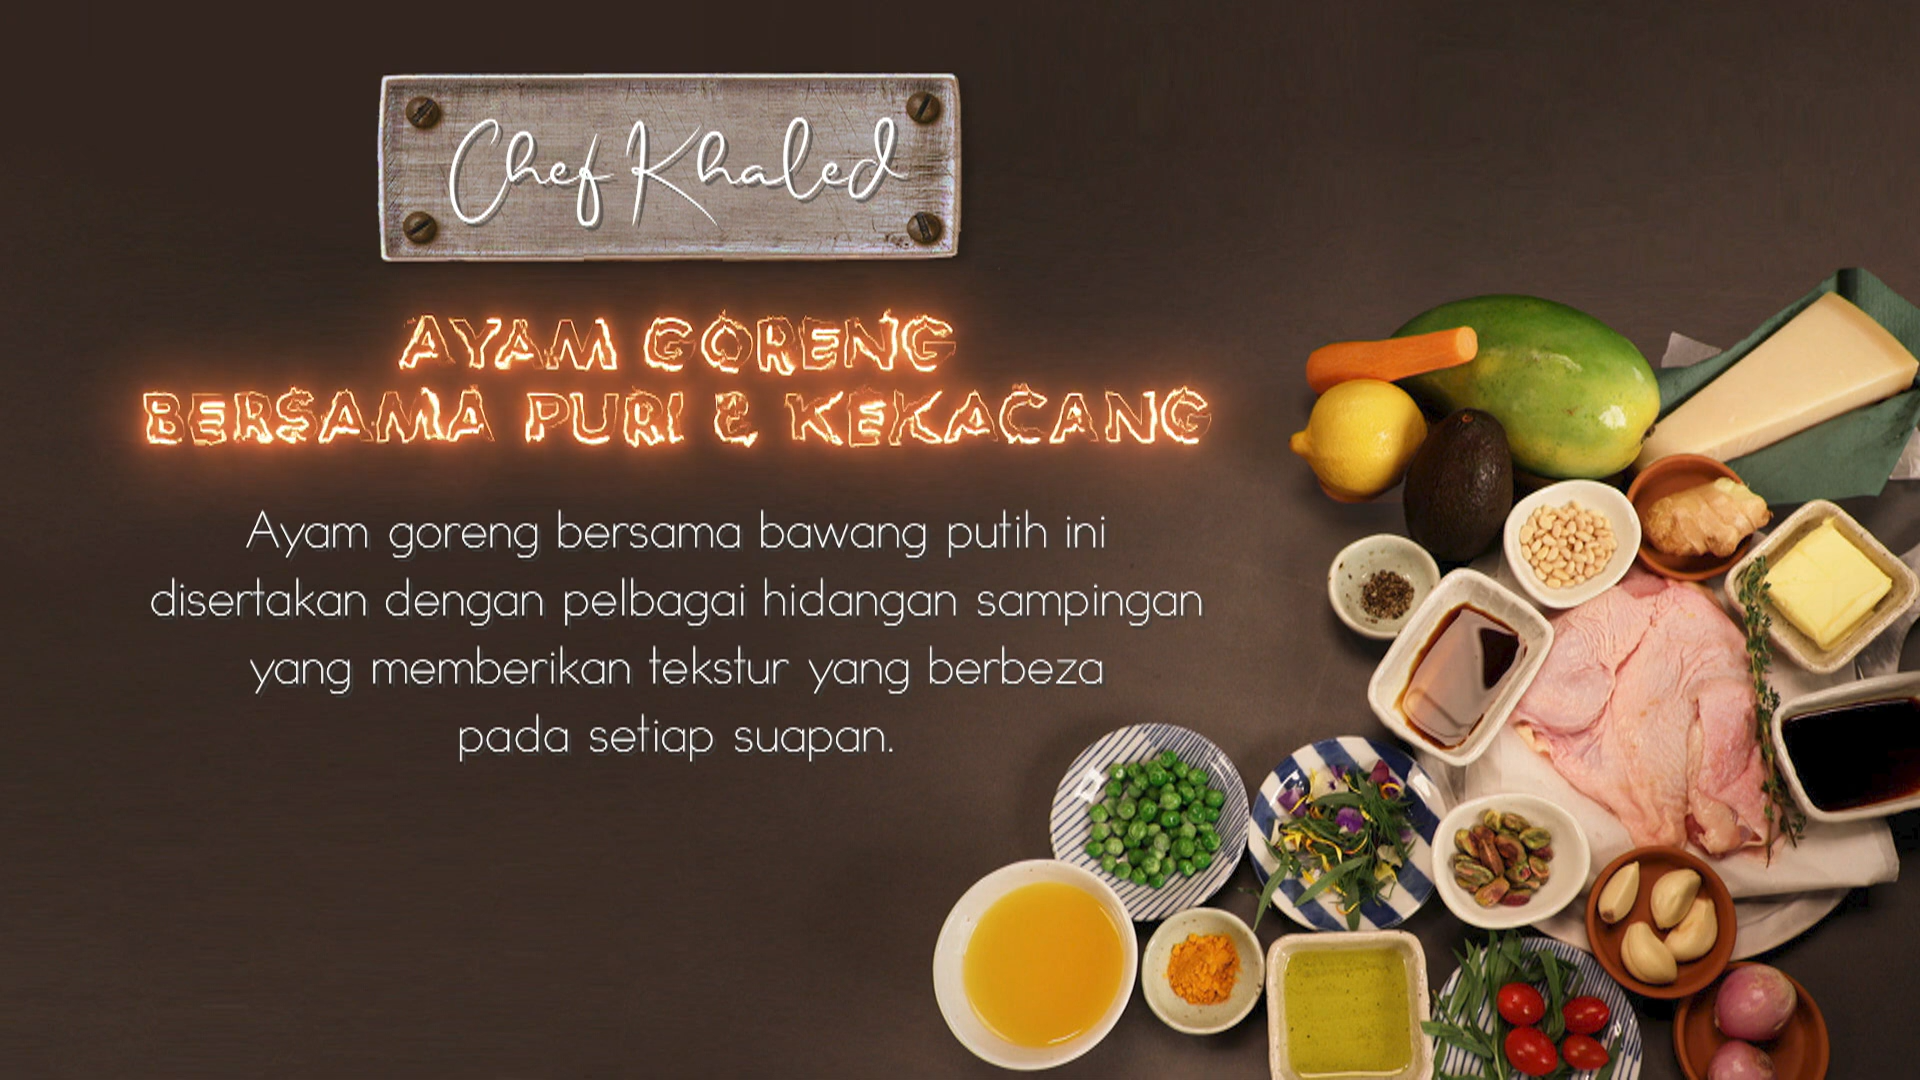 Chef Khaled
AYAM GORENG
BERSAMA PURI & KEKACANG
Ayam goreng bersama bawang putih ini
disertakan dengan pelbagai hidangan sampingan
yang memberikan tekstur yang berbeza
pada setiap suapan.